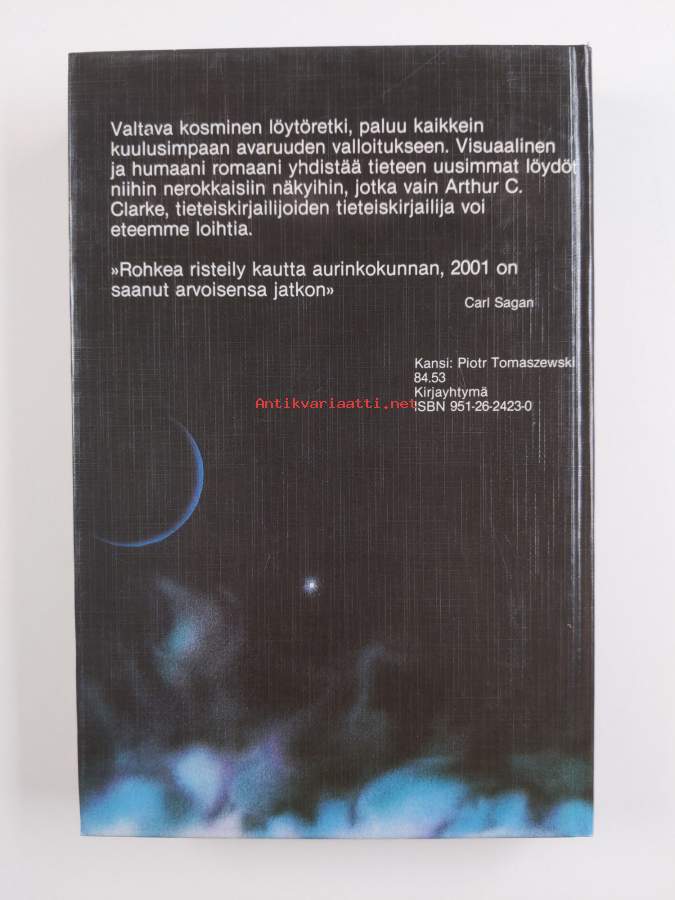 Valtava kosminen löytöretki, paluu kaikkein
kuulusimpaan avaruuden valloitukseen. Visuaalinen
ja humaani romaani yhdistää tieteen uusimmat löydöt
niihin nerokkaisiin näkyihin, jotka vain Arthur C.
Clarke, tieteiskirjailijoiden tieteiskirjailija voi
eteemme loihtia.
»Rohkea risteily kautta aurinkokunnan, 2001 on
saanut arvoisensa jatkon»
Carl Sagan
Kansi: Piotr Tomaszewski
84.53
Kirjayhtymä
ISBN 951-26-2423-0
Antikvariaatti.net